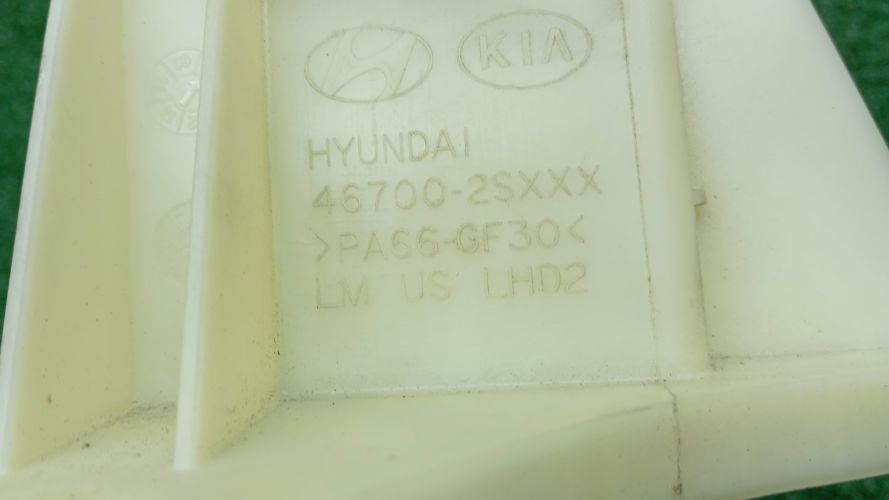 KIA
HYUNDAI
46700-2SXXX
>PA66-GF30<
LM US LHD2